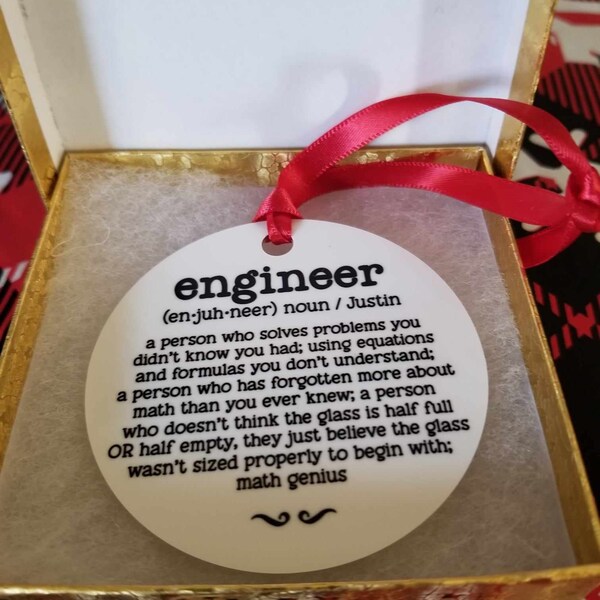 engineer
(en•juh•neer) noun / Justin
a person who solves problems you
didn't know you had; using equations
and formulas you don't understand;
a person who has forgotten more about
math than you ever knew; a person
who doesn't think the glass is half full
OR half empty, they just believe the glass
wasn't sized properly to begin with;
math genius